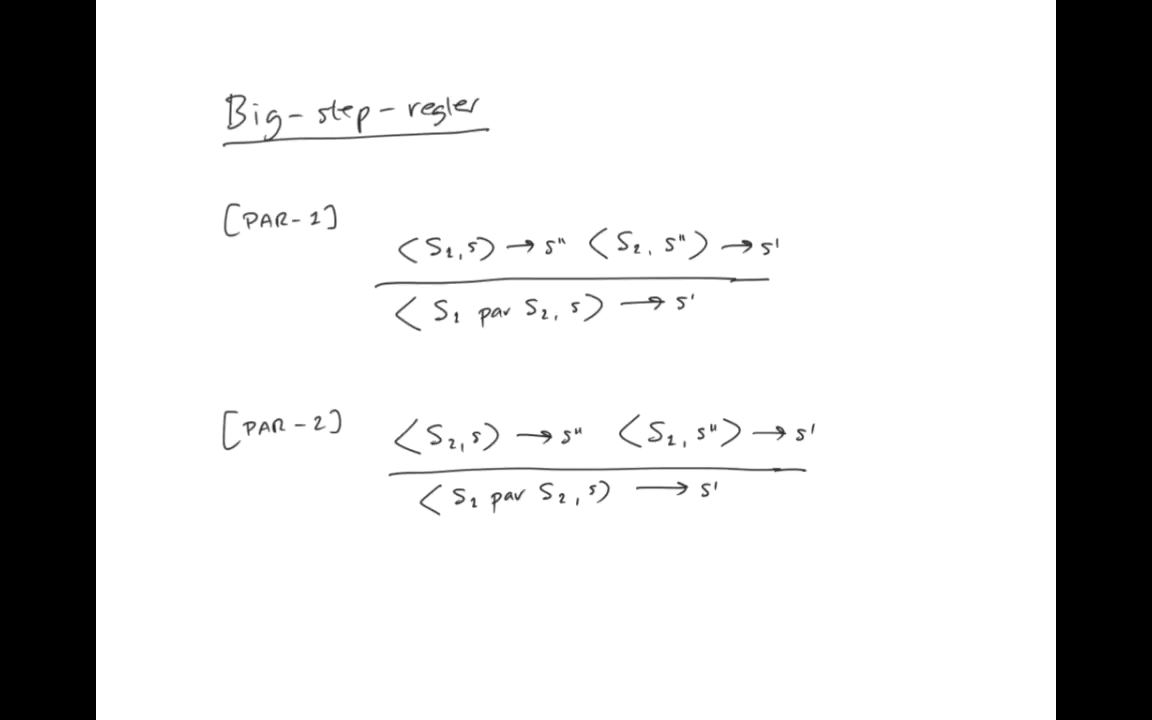 Big-step-regler
[PAR-1]
⟨S₁, s⟩ → s" ⟨S₂, s"⟩ → s'
⟨S₁ par S₂, s⟩ → s'
[PAR-2] ⟨S₂, s⟩ → s" ⟨S₁, s"⟩ → s'
⟨S₁ par S₂, s⟩ → s'